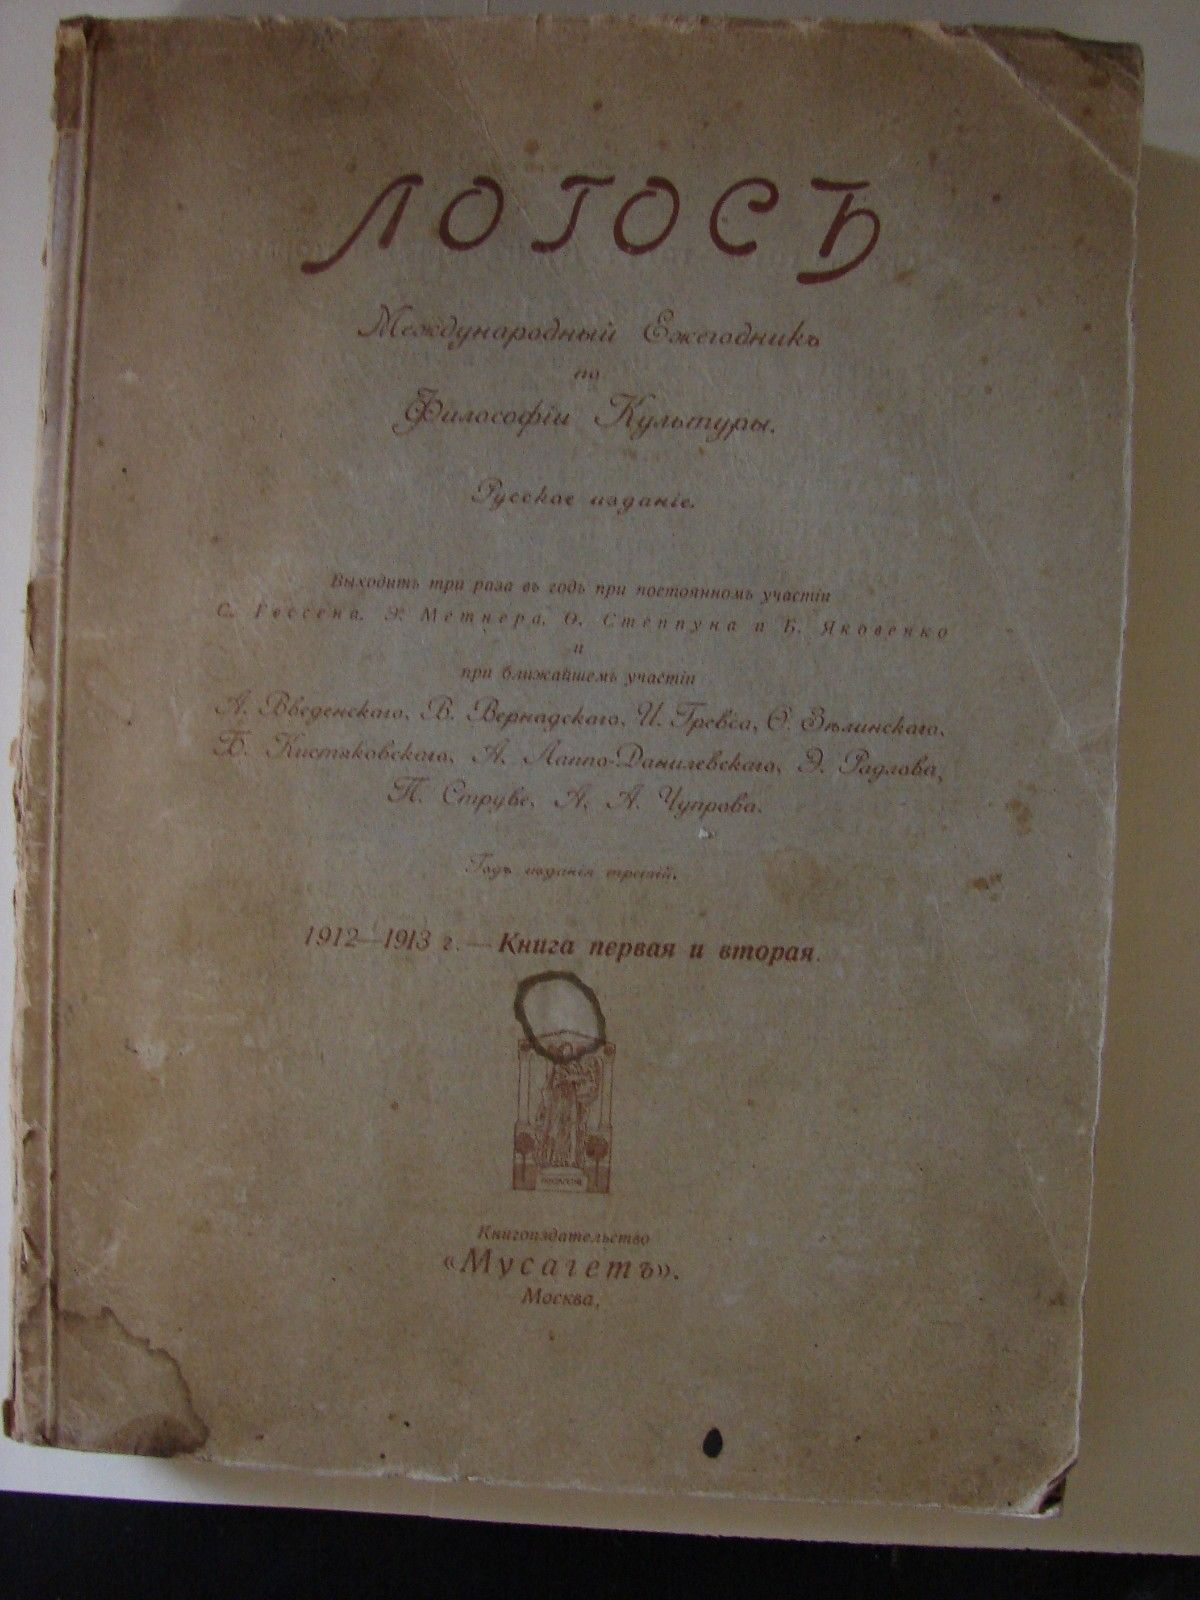 ЛОГОСЪ
Международный Ежегодникъ
по
Философіи Культуры.
Русское изданіе.
Выходитъ три раза въ годъ при постоянномъ участіи
С. Гессена, Э. Метнера, Ѳ. Степпуна и Б. Яковенко
и
при ближайшемъ участіи
А. Введенскаго, В. Вернадскаго, И. Гревса, Ѳ. Зѣлинскаго,
Б. Кистяковскаго, А. Лаппо-Данилевскаго, Э. Радлова,
П. Струве, А. А. Чупрова.
Годъ изданія третій.
1912—1913 г. — Книга первая и вторая.
Книгоиздательство
«Мусагетъ».
Москва,